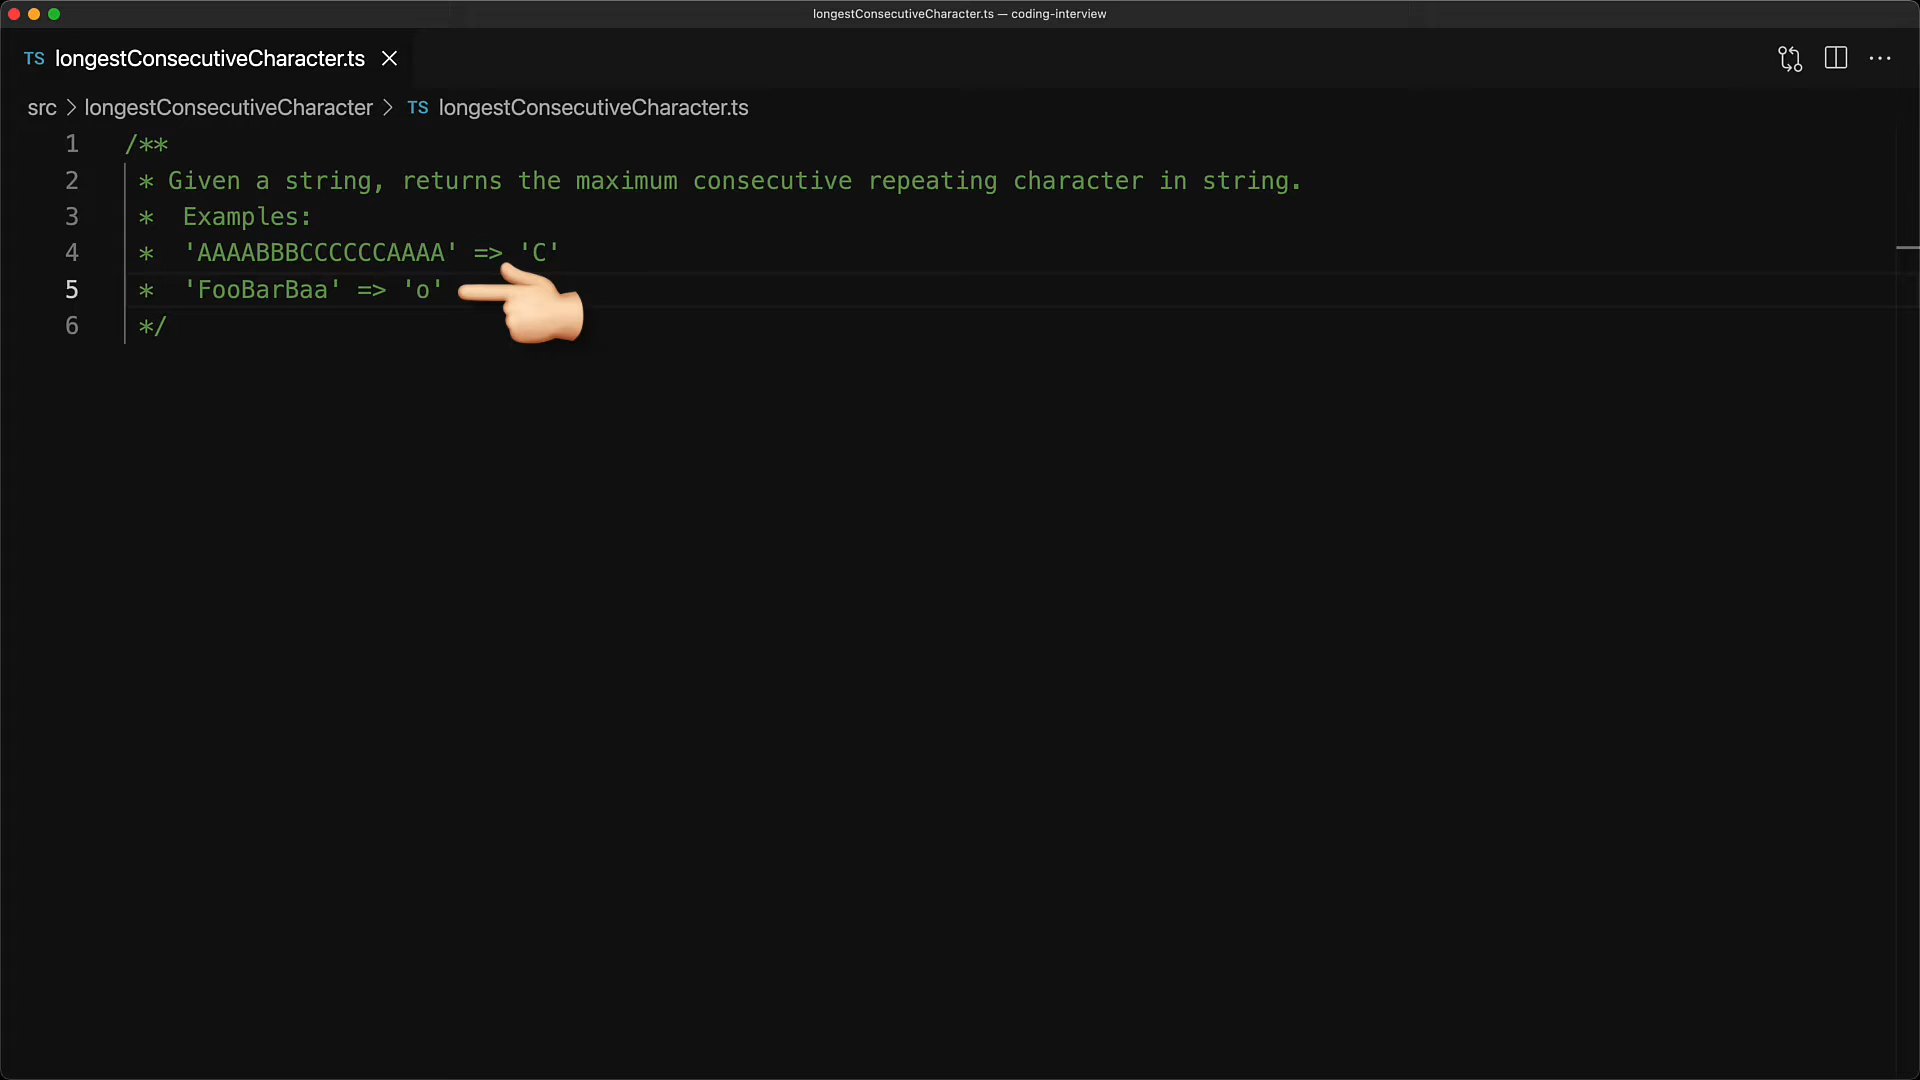 longestConsecutiveCharacter.ts — coding-interview
TS longestConsecutiveCharacter.ts
src > longestConsecutiveCharacter > TS longestConsecutiveCharacter.ts
1 /**
2 * Given a string, returns the maximum consecutive repeating character in string.
3 * Examples:
4 * 'AAAABBBCCCCCCAAAA' => 'C'
5 * 'FooBarBaa' => 'o'
6 */